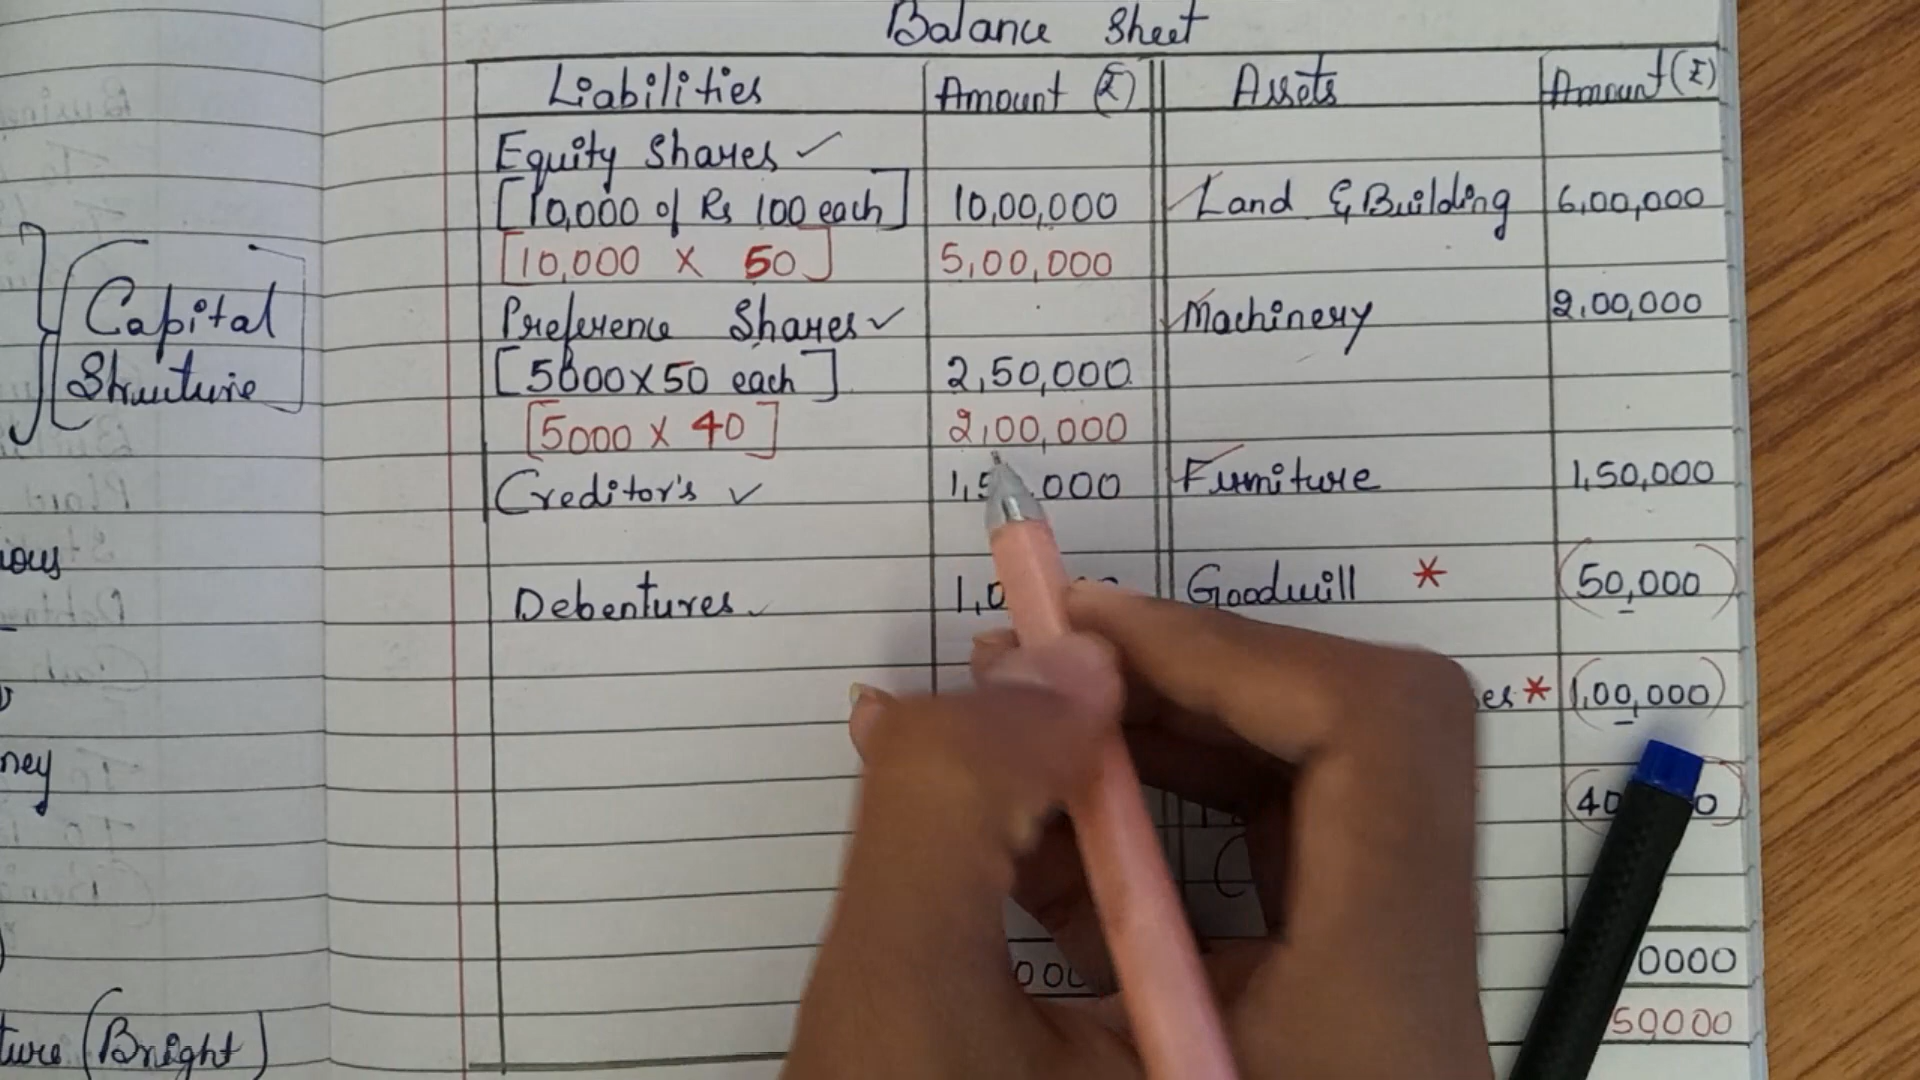 Balance Sheet
Liabilities Amount (₹) Assets Amount (₹)
Equity Shares ✓
[10,000 of Rs 100 each] 10,00,000 Land & Building 6,00,000
[10,000 × 50] 5,00,000
Preference Shares ✓ Machinery 2,00,000
[5000×50 each] 2,50,000
[5000 × 40] 2,00,000
Creditor's ✓ 000 Furniture 1,50,000
Debentures ✓ Goodwill * (50,000)
* (1,00,000)
0000
50000
Capital
Structure
(Bright)